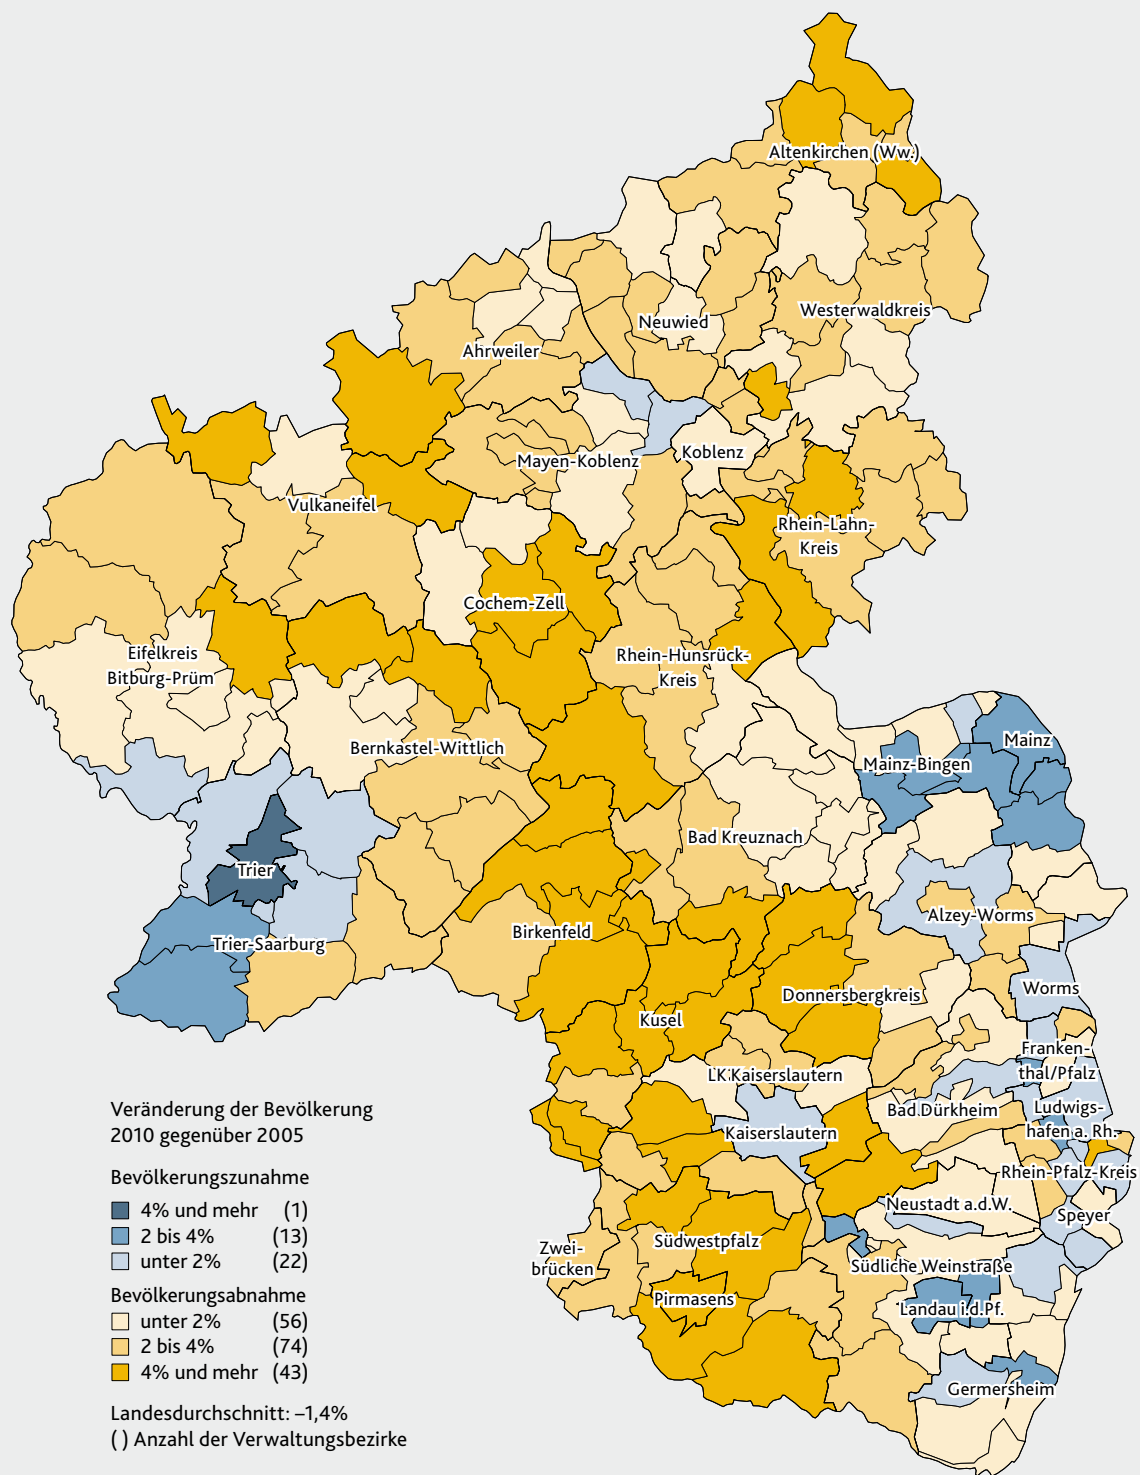 Altenkirchen (Ww.)
Westerwaldkreis
Neuwied
Ahrweiler
Koblenz
Mayen-Koblenz
Vulkaneifel
Rhein-Lahn-
Kreis
Cochem-Zell
Eifelkreis
Bitburg-Prüm
Rhein-Hunsrück-
Kreis
Bernkastel-Wittlich
Mainz
Mainz-Bingen
Bad Kreuznach
Trier
Alzey-Worms
Birkenfeld
Trier-Saarburg
Worms
Donnersbergkreis
Kusel
Franken-
thal/Pfalz
LK Kaiserslautern
Bad Dürkheim
Ludwigs-
hafen a. Rh.
Kaiserslautern
Rhein-Pfalz-Kreis
Neustadt a.d.W.
Speyer
Südwestpfalz
Zwei-
brücken
Südliche Weinstraße
Pirmasens
Landau i.d.Pf.
Germersheim
Veränderung der Bevölkerung
2010 gegenüber 2005
Bevölkerungszunahme
4% und mehr (1)
2 bis 4% (13)
unter 2% (22)
Bevölkerungsabnahme
unter 2% (56)
2 bis 4% (74)
4% und mehr (43)
Landesdurchschnitt: –1,4%
( ) Anzahl der Verwaltungsbezirke